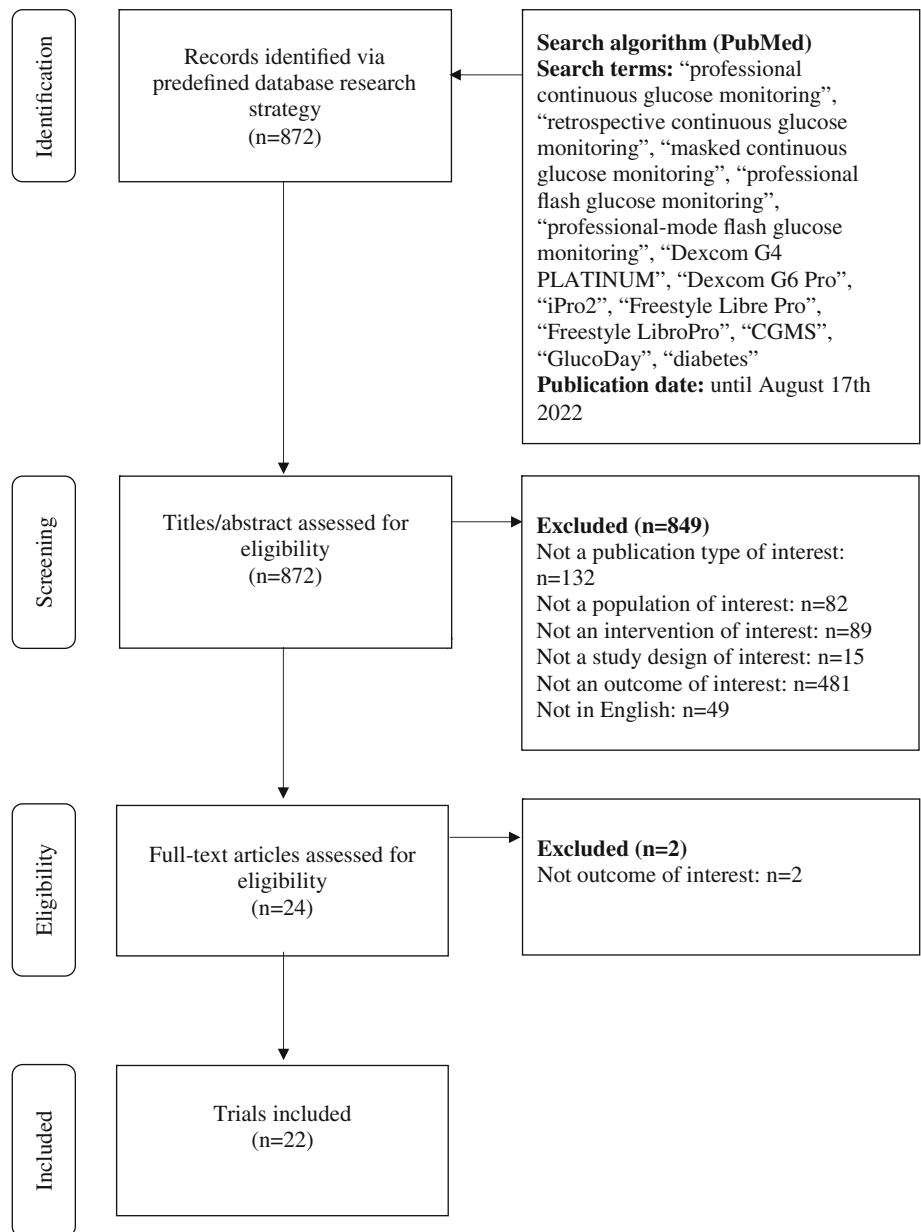 Identification
Records identified via
predefined database research
strategy
(n=872)
Search algorithm (PubMed)
Search terms: “professional
continuous glucose monitoring”,
“retrospective continuous glucose
monitoring”, “masked continuous
glucose monitoring”, “professional
flash glucose monitoring”,
“professional-mode flash glucose
monitoring”, “Dexcom G4
PLATINUM”, “Dexcom G6 Pro”,
“iPro2”, “Freestyle Libre Pro”,
“Freestyle LibroPro”, “CGMS”,
“GlucoDay”, “diabetes”
Publication date: until August 17th
2022
Screening
Titles/abstract assessed for
eligibility
(n=872)
Excluded (n=849)
Not a publication type of interest:
n=132
Not a population of interest: n=82
Not an intervention of interest: n=89
Not a study design of interest: n=15
Not an outcome of interest: n=481
Not in English: n=49
Eligibility
Full-text articles assessed for
eligibility
(n=24)
Excluded (n=2)
Not outcome of interest: n=2
Included
Trials included
(n=22)